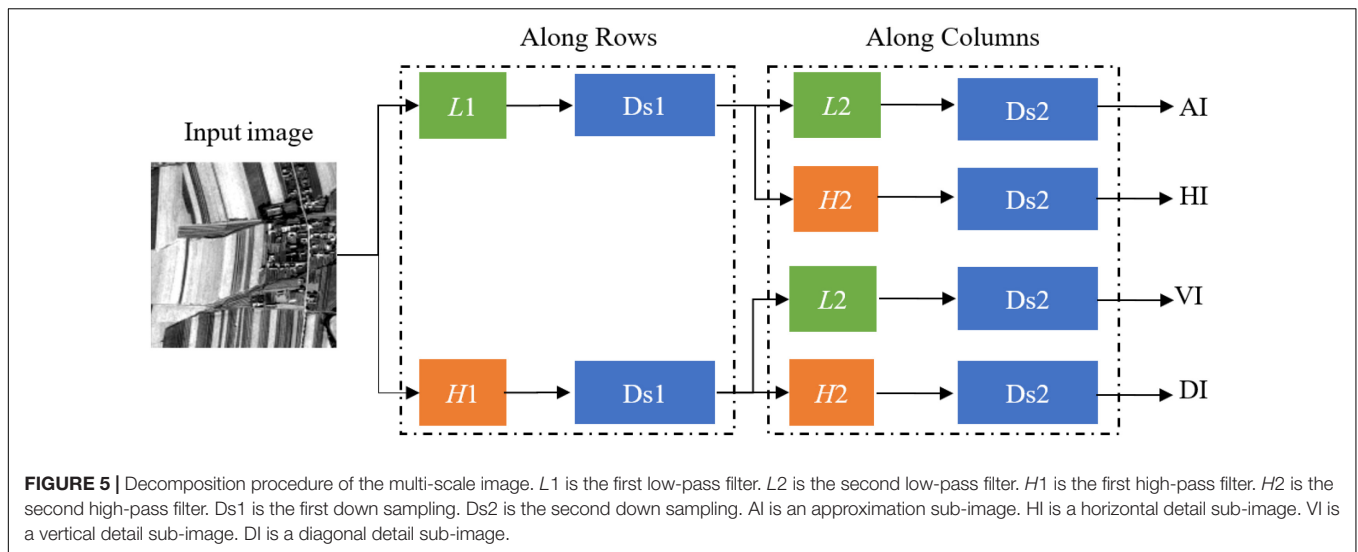 Along Rows
Along Columns
Input image
L1
Ds1
L2
Ds2
AI
H2
Ds2
HI
L2
Ds2
VI
H1
Ds1
H2
Ds2
DI
FIGURE 5 | Decomposition procedure of the multi-scale image. L1 is the first low-pass filter. L2 is the second low-pass filter. H1 is the first high-pass filter. H2 is the
second high-pass filter. Ds1 is the first down sampling. Ds2 is the second down sampling. AI is an approximation sub-image. HI is a horizontal detail sub-image. VI is
a vertical detail sub-image. DI is a diagonal detail sub-image.